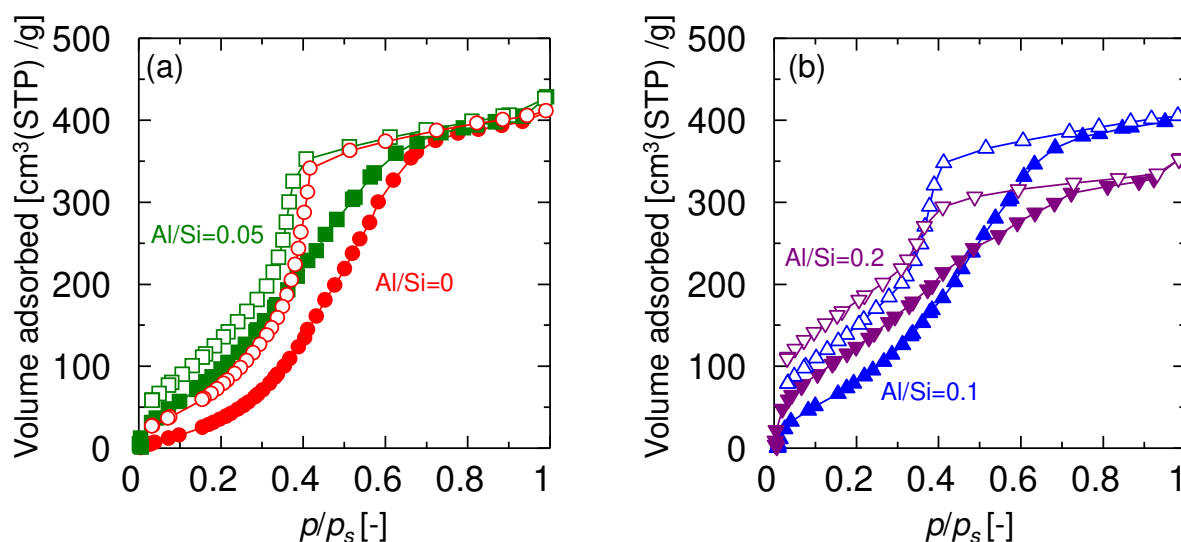 (a)
Volume adsorbed [cm³(STP) /g]
500
400
300
200
100
0
Al/Si=0.05
Al/Si=0
0 0.2 0.4 0.6 0.8 1
p/pₛ [-]
(b)
Volume adsorbed [cm³(STP) /g]
500
400
300
200
100
0
Al/Si=0.2
Al/Si=0.1
0 0.2 0.4 0.6 0.8 1
p/pₛ [-]